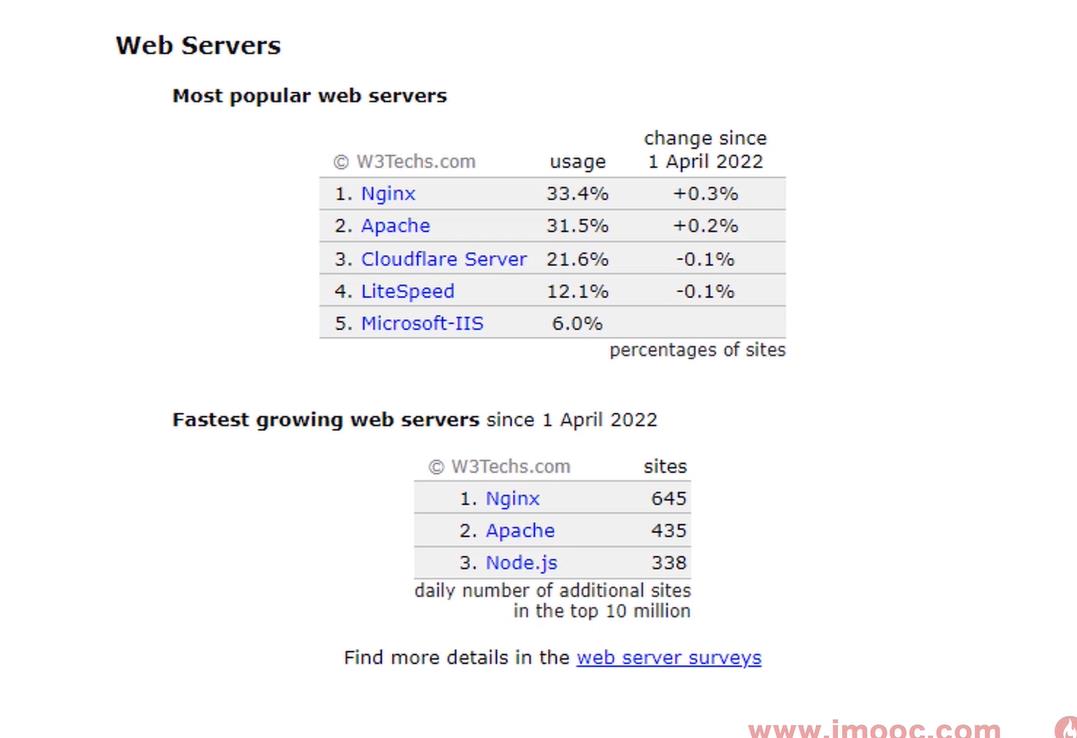 Web Servers
Most popular web servers
change since
© W3Techs.com usage 1 April 2022
1. Nginx 33.4% +0.3%
2. Apache 31.5% +0.2%
3. Cloudflare Server 21.6% -0.1%
4. LiteSpeed 12.1% -0.1%
5. Microsoft-IIS 6.0%
percentages of sites
Fastest growing web servers since 1 April 2022
© W3Techs.com sites
1. Nginx 645
2. Apache 435
3. Node.js 338
daily number of additional sites
in the top 10 million
Find more details in the web server surveys
www.imooc.com